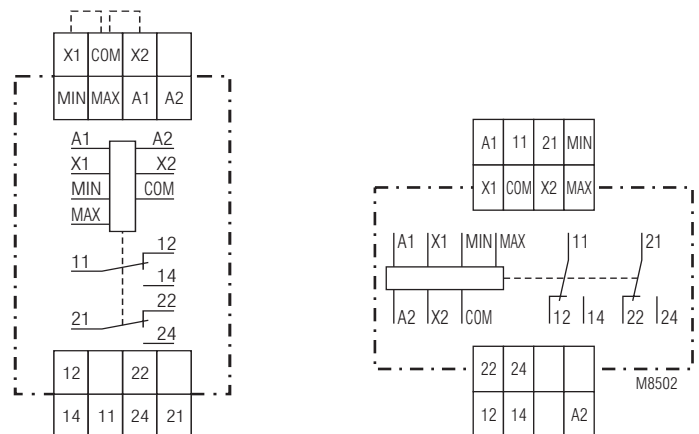 X1 COM X2
MIN MAX A1 A2
A1 A2
X1 X2
MIN COM
MAX
11 12
14
21 22
24
12 22
14 11 24 21
A1 11 21 MIN
X1 COM X2 MAX
A1 X1 MIN MAX 11 21
A2 X2 COM 12 14 22 24
22 24
12 14 A2
M8502